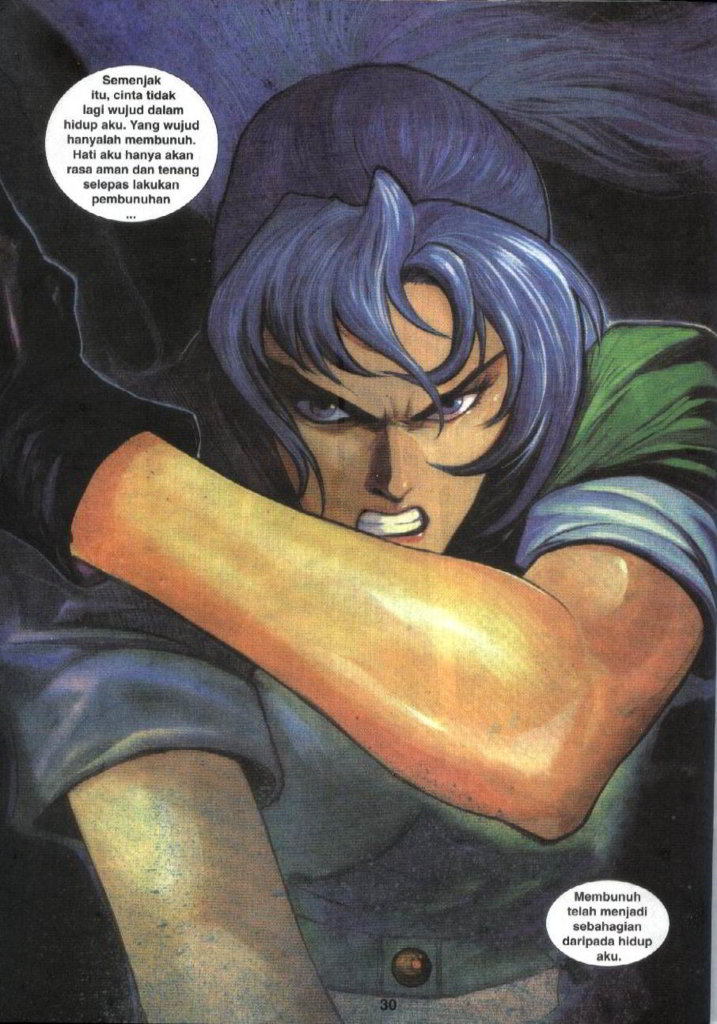 Semenjak
itu, cinta tidak
lagi wujud dalam
hidup aku. Yang wujud
hanyalah membunuh.
Hati aku hanya akan
rasa aman dan tenang
selepas lakukan
pembunuhan
...
Membunuh
telah menjadi
sebahagian
daripada hidup
aku.
30